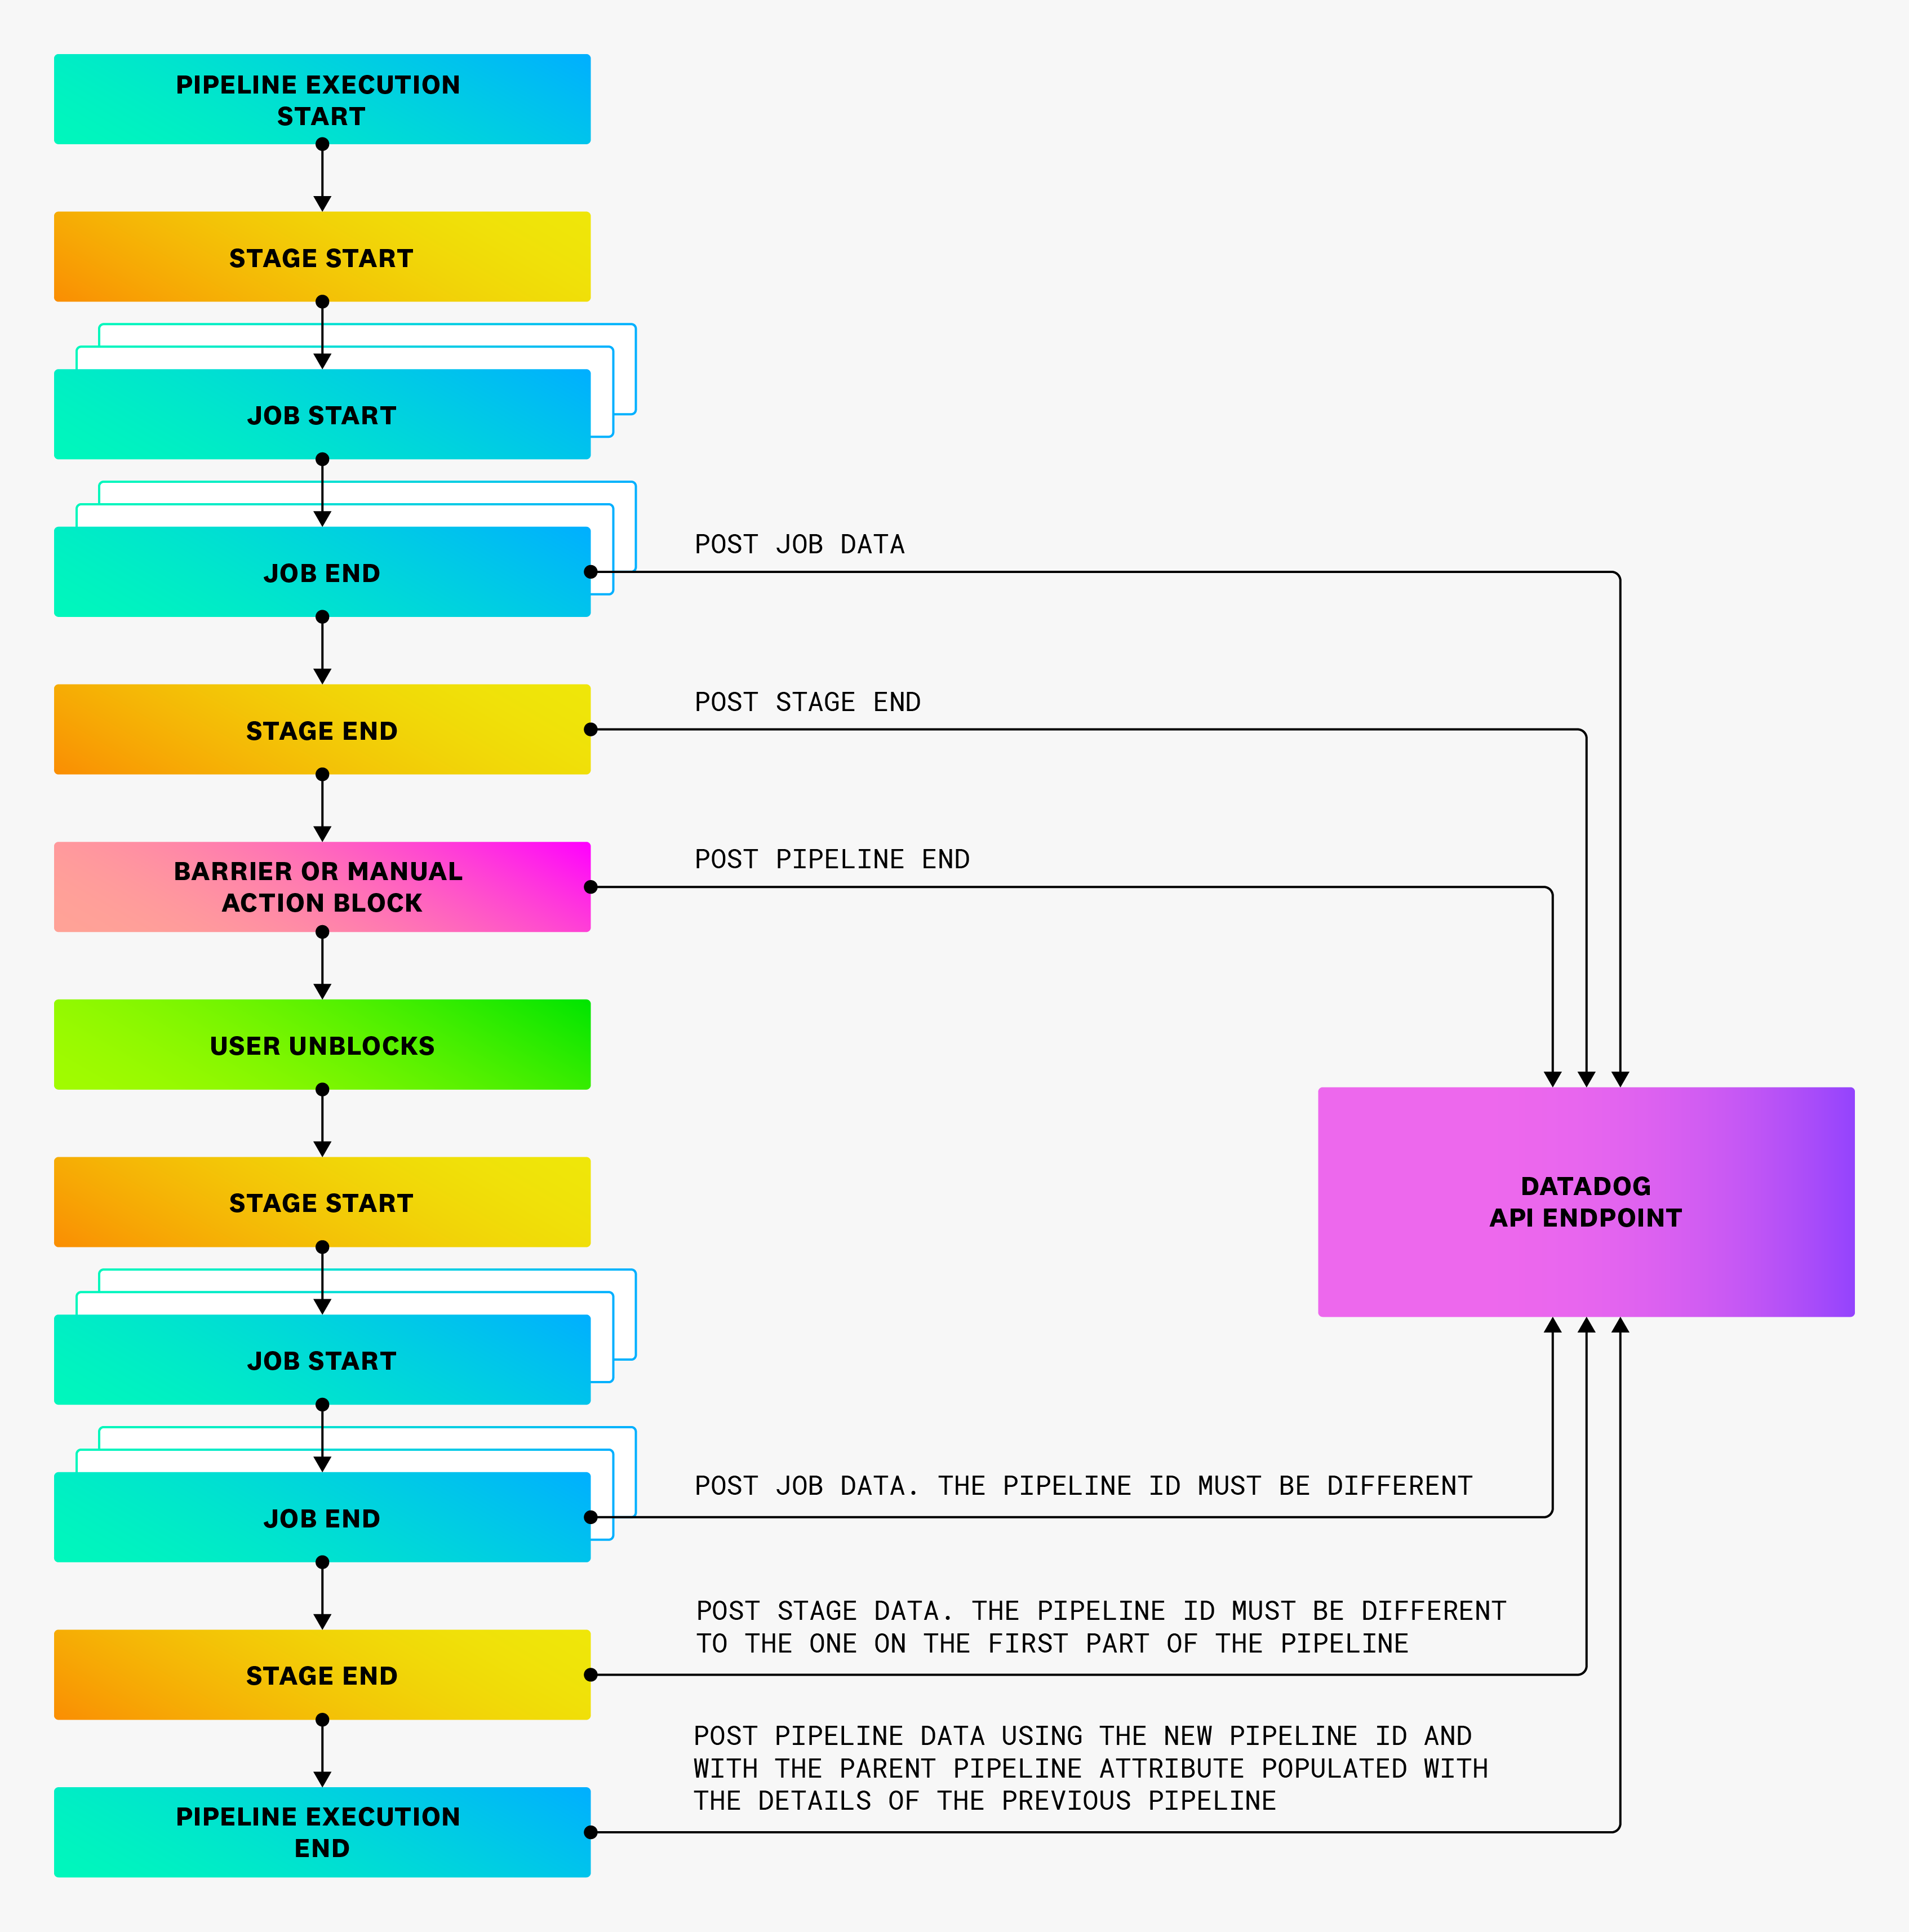 PIPELINE EXECUTION
START
STAGE START
JOB START
JOB END
POST JOB DATA
STAGE END
POST STAGE END
BARRIER OR MANUAL
ACTION BLOCK
POST PIPELINE END
USER UNBLOCKS
STAGE START
DATADOG
API ENDPOINT
JOB START
JOB END
POST JOB DATA. THE PIPELINE ID MUST BE DIFFERENT
STAGE END
POST STAGE DATA. THE PIPELINE ID MUST BE DIFFERENT
TO THE ONE ON THE FIRST PART OF THE PIPELINE
PIPELINE EXECUTION
END
POST PIPELINE DATA USING THE NEW PIPELINE ID AND
WITH THE PARENT PIPELINE ATTRIBUTE POPULATED WITH
THE DETAILS OF THE PREVIOUS PIPELINE